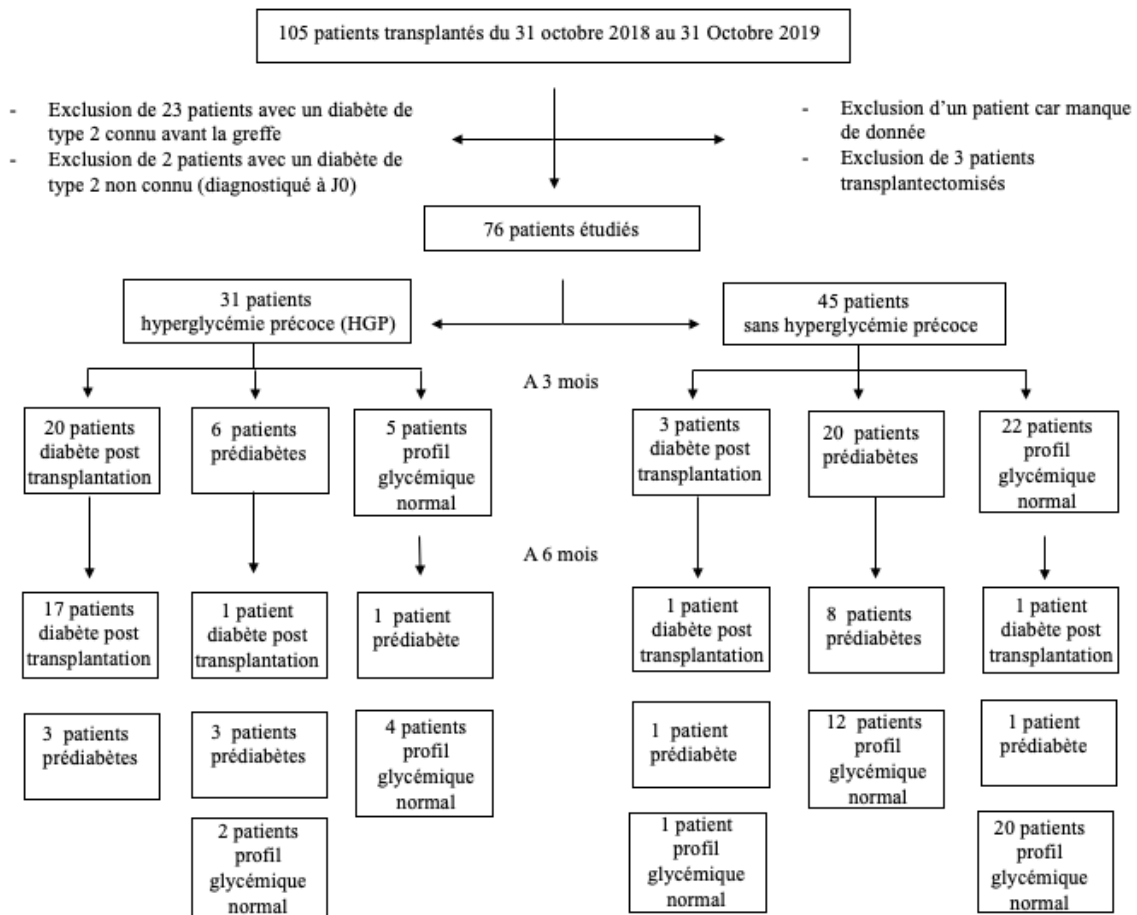 105 patients transplantés du 31 octobre 2018 au 31 Octobre 2019
- Exclusion de 23 patients avec un diabète de
type 2 connu avant la greffe
- Exclusion de 2 patients avec un diabète de
type 2 non connu (diagnostiqué à J0)
- Exclusion d'un patient car manque
de donnée
- Exclusion de 3 patients
transplantectomisés
76 patients étudiés
31 patients
hyperglycémie précoce (HGP)
45 patients
sans hyperglycémie précoce
A 3 mois
20 patients
diabète post
transplantation
6 patients
prédiabètes
5 patients
profil
glycémique
normal
3 patients
diabète post
transplantation
20 patients
prédiabètes
22 patients
profil
glycémique
normal
A 6 mois
17 patients
diabète post
transplantation
1 patient
diabète post
transplantation
1 patient
prédiabète
1 patient
diabète post
transplantation
8 patients
prédiabètes
1 patient
diabète post
transplantation
3 patients
prédiabètes
3 patients
prédiabètes
4 patients
profil
glycémique
normal
1 patient
prédiabète
12 patients
profil
glycémique
normal
1 patient
prédiabète
2 patients
profil
glycémique
normal
1 patient
profil
glycémique
normal
20 patients
profil
glycémique
normal